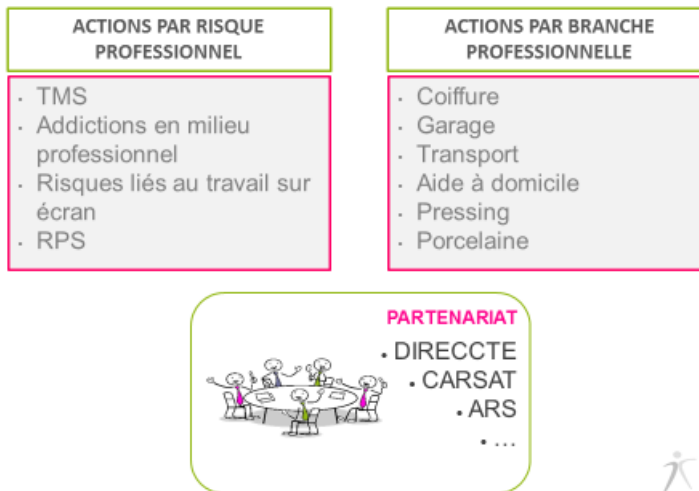 ACTIONS PAR RISQUE
PROFESSIONNEL
· TMS
· Addictions en milieu
professionnel
· Risques liés au travail sur
écran
· RPS
ACTIONS PAR BRANCHE
PROFESSIONNELLE
· Coiffure
· Garage
· Transport
· Aide à domicile
· Pressing
· Porcelaine
PARTENARIAT
• DIRECCTE
• CARSAT
• ARS
• ...